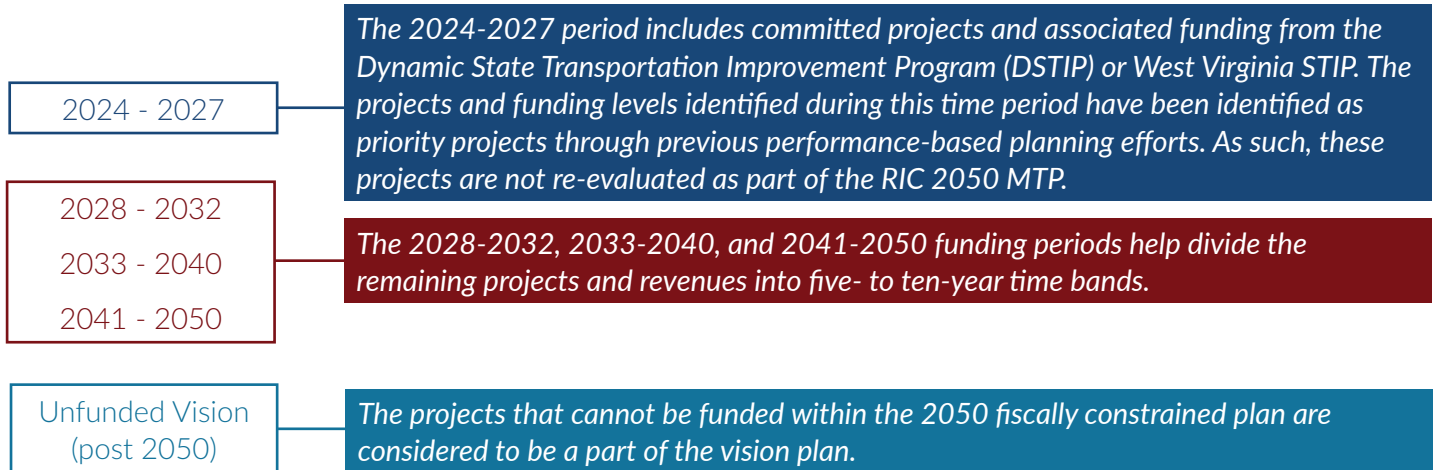 2024 - 2027
The 2024-2027 period includes committed projects and associated funding from the
Dynamic State Transportation Improvement Program (DSTIP) or West Virginia STIP. The
projects and funding levels identified during this time period have been identified as
priority projects through previous performance-based planning efforts. As such, these
projects are not re-evaluated as part of the RIC 2050 MTP.
2028 - 2032
2033 - 2040
2041 - 2050
The 2028-2032, 2033-2040, and 2041-2050 funding periods help divide the
remaining projects and revenues into five- to ten-year time bands.
Unfunded Vision
(post 2050)
The projects that cannot be funded within the 2050 fiscally constrained plan are
considered to be a part of the vision plan.